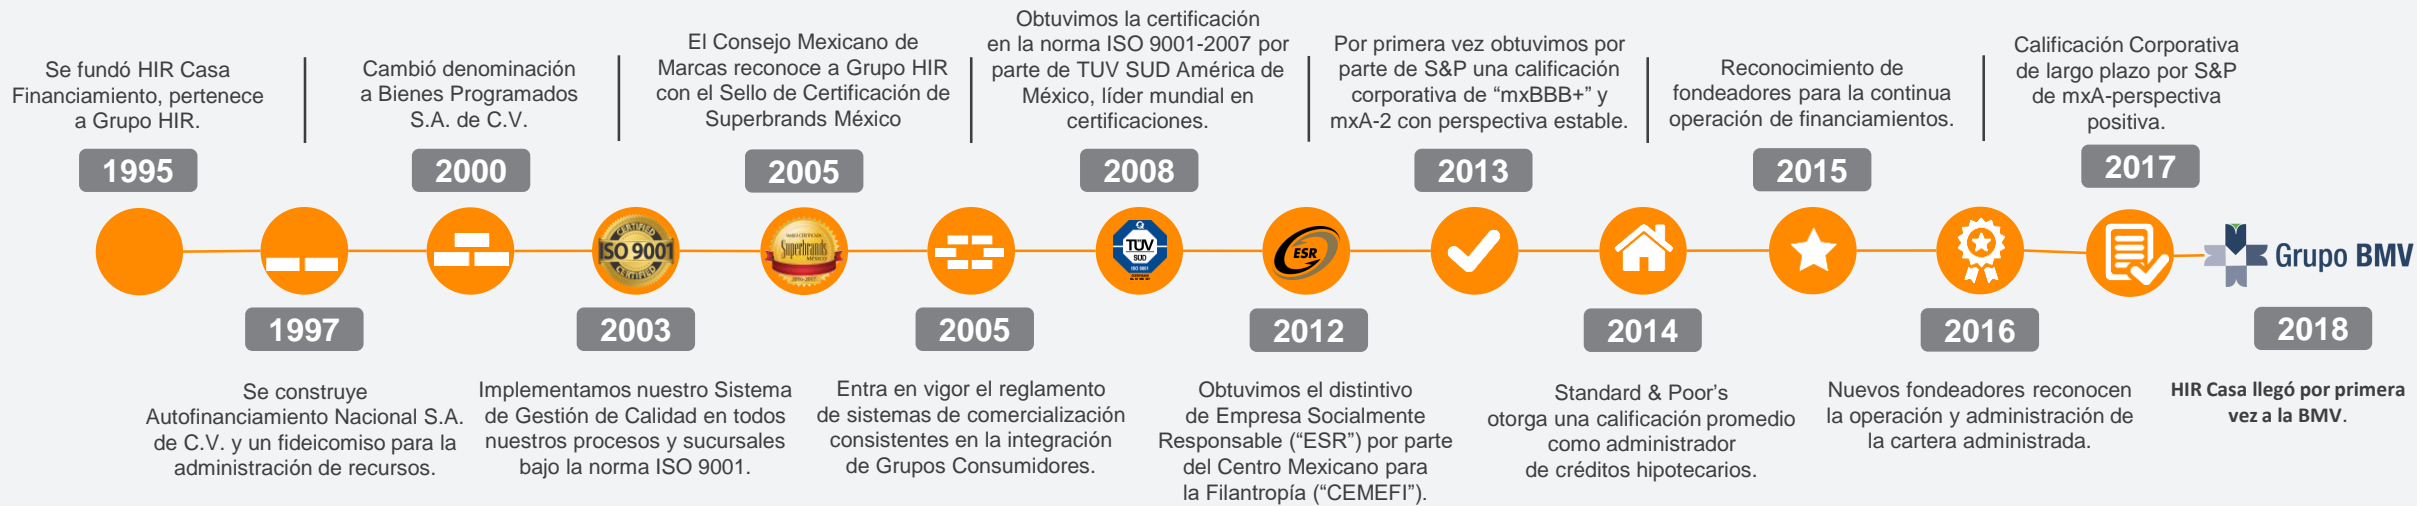 Se fundó HIR Casa
Financiamiento, pertenece
a Grupo HIR.
1995
Se construye
Autofinanciamiento Nacional S.A.
de C.V. y un fideicomiso para la
administración de recursos.
1997
Cambió denominación
a Bienes Programados
S.A. de C.V.
2000
CERTIFIED
ISO 9001
CERTIFIED
2003
Implementamos nuestro Sistema
de Gestión de Calidad en todos
nuestros procesos y sucursales
bajo la norma ISO 9001.
El Consejo Mexicano de
Marcas reconoce a Grupo HIR
con el Sello de Certificación de
Superbrands México
2005
Superbrands
MÉXICO
2005
Entra en vigor el reglamento
de sistemas de comercialización
consistentes en la integración
de Grupos Consumidores.
Obtuvimos la certificación
en la norma ISO 9001-2007 por
parte de TUV SUD América de
México, líder mundial en
certificaciones.
2008
TÜV
SUD
ISO 9001
ESR
2012
Obtuvimos el distintivo
de Empresa Socialmente
Responsable (“ESR”) por parte
del Centro Mexicano para
la Filantropía (“CEMEFI”).
Por primera vez obtuvimos por
parte de S&P una calificación
corporativa de “mxBBB+” y
mxA-2 con perspectiva estable.
2013
2014
Standard & Poor’s
otorga una calificación promedio
como administrador
de créditos hipotecarios.
Reconocimiento de
fondeadores para la continua
operación de financiamientos.
2015
2016
Nuevos fondeadores reconocen
la operación y administración de
la cartera administrada.
Calificación Corporativa
de largo plazo por S&P
de mxA-perspectiva
positiva.
2017
Grupo BMV
2018
HIR Casa llegó por primera
vez a la BMV.